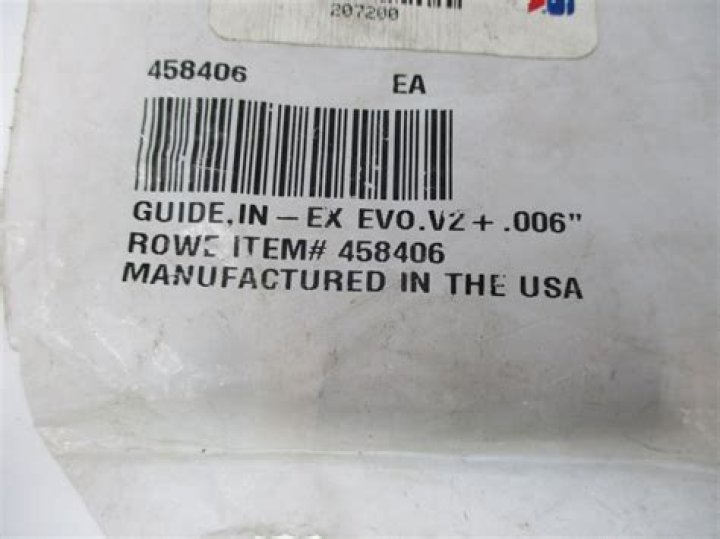 207200
458406 EA
GUIDE,IN-EX EVO.V2+ .006"
ROWE ITEM# 458406
MANUFACTURED IN THE USA